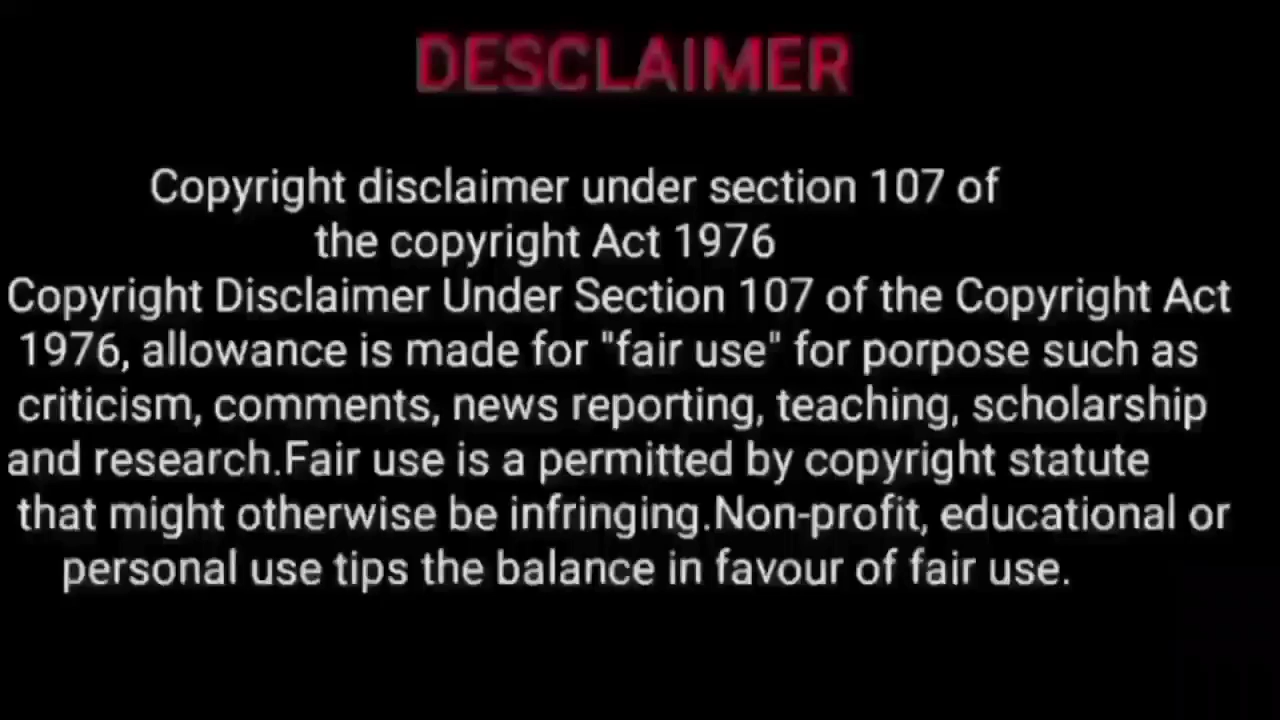 DESCLAIMER
Copyright disclaimer under section 107 of
the copyright Act 1976
Copyright Disclaimer Under Section 107 of the Copyright Act
1976, allowance is made for "fair use" for porpose such as
criticism, comments, news reporting, teaching, scholarship
and research.Fair use is a permitted by copyright statute
that might otherwise be infringing.Non-profit, educational or
personal use tips the balance in favour of fair use.